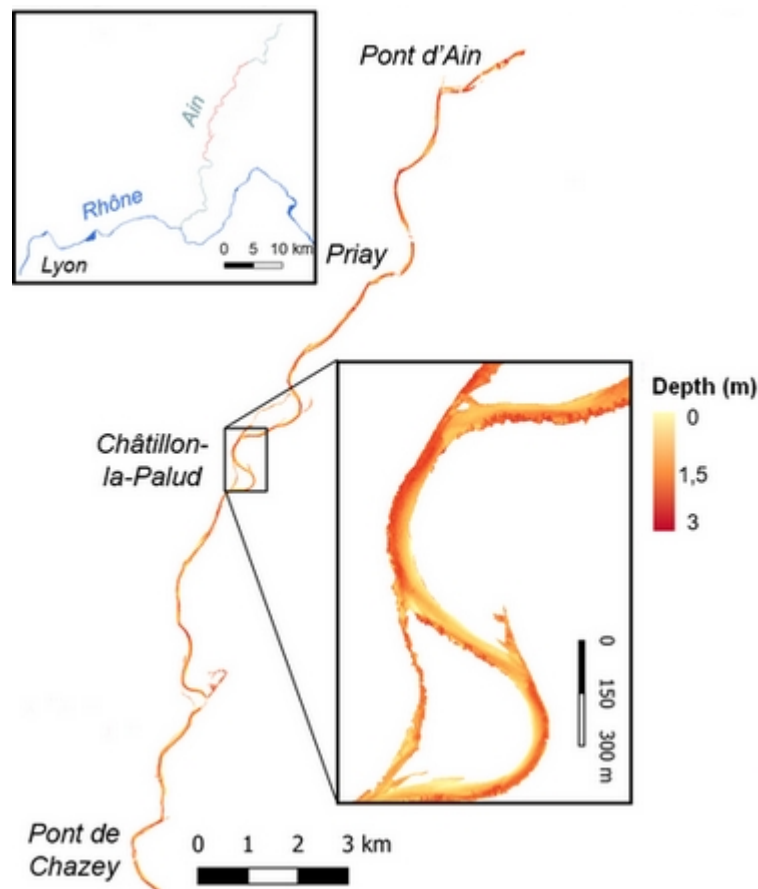 Pont d'Ain
Ain
Rhône
Lyon
0 5 10 km
Priay
Châtillon-
la-Palud
Depth (m)
0
1,5
3
0
150
300 m
Pont de
Chazey
0 1 2 3 km